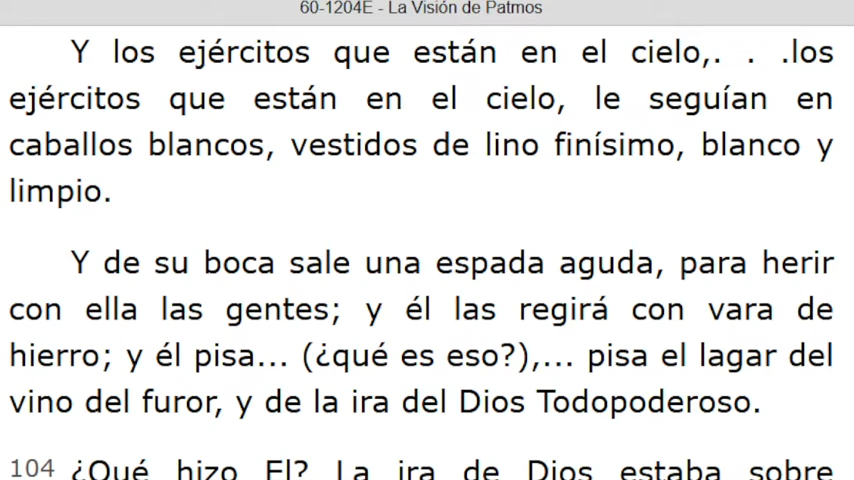 60-1204E - La Visión de Patmos
Y los ejércitos que están en el cielo,. . .los
ejércitos que están en el cielo, le seguían en
caballos blancos, vestidos de lino finísimo, blanco y
limpio.
Y de su boca sale una espada aguda, para herir
con ella las gentes; y él las regirá con vara de
hierro; y él pisa... (¿qué es eso?),... pisa el lagar del
vino del furor, y de la ira del Dios Todopoderoso.
104 ¿Qué hizo El? La ira de Dios estaba sobre